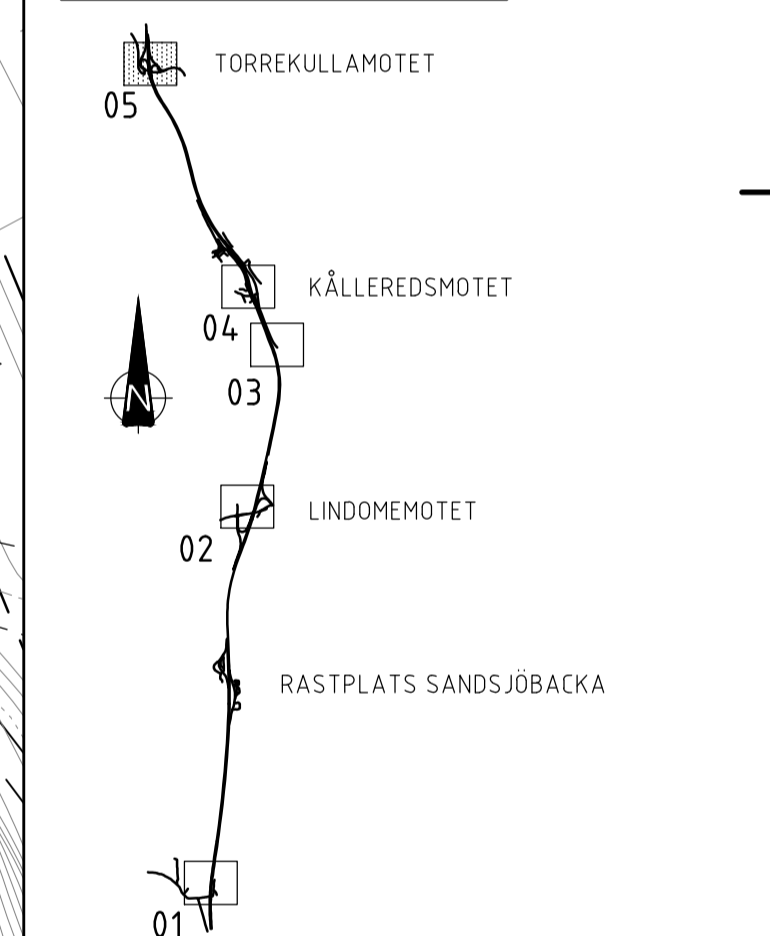 TORREKULLAMOTET
05
KÅLLEREDSMOTET
04
03
N
LINDOMEMOTET
02
RASTPLATS SANDSJÖBACKA
01